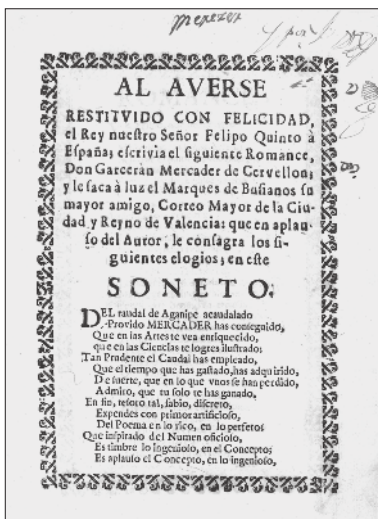 AL AVERSE
RESTITVIDO CON FELICIDAD,
el Rey nuestro Señor Felipo Quinto à
España; escrivia el siguiente Romance,
Don Garceràn Mercader de Cervellon;
y le saca à luz el Marques de Busianos su
mayor amigo, Correo Mayor de la Ciu-
dad y Reyno de Valencia: que en aplau-
so del Autor, le consagra los si-
guientes elogios; en este
SONETO.
DEL raudal de Aganipe acaudalado
Provido MERCADER has conseguido,
Que en las Artes te vea enriquecido,
que en las Ciencias te logres ilustrado:
Tan Prudente el Caudal has empleado,
Que el tiempo que has gastado, has adquirido
De suerte, que en lo que vnos se han perdido,
Admiro, que tu solo te has ganado,
En fin, tesoro tal, sabio, discreto,
Expendes con primor artificioso,
Del Poema en lo rico, en lo perfeto:
Que inspirado del Numen oficioso,
Es timbre lo ingenioso, en el Concepto;
Es aplauso el Concepto, en lo ingenioso,